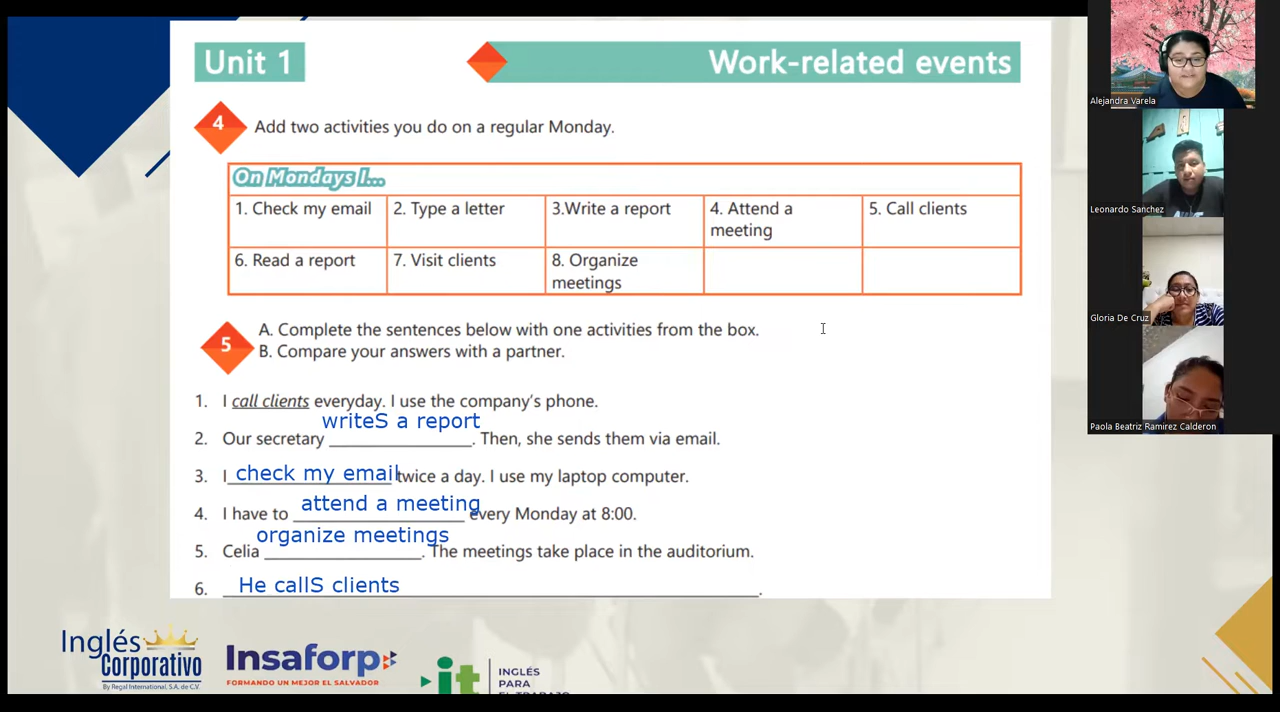 Unit 1
Work-related events
4 Add two activities you do on a regular Monday.
On Mondays I...
1. Check my email
2. Type a letter
3.Write a report
4. Attend a
meeting
5. Call clients
6. Read a report
7. Visit clients
8. Organize
meetings
5 A. Complete the sentences below with one activities from the box.
B. Compare your answers with a partner.
1. I call clients everyday. I use the company's phone.
writeS a report
2. Our secretary ______________. Then, she sends them via email.
3. I check my email twice a day. I use my laptop computer.
attend a meeting
4. I have to ______________ every Monday at 8:00.
organize meetings
5. Celia ______________. The meetings take place in the auditorium.
6. He callS clients.
Inglés
Corporativo
By Regal International, S.A. de C.V.
Insaforp
FORMANDO UN MEJOR EL SALVADOR
it
INGLÉS
PARA
EL TRABAJO
Alejandra Varela
Leonardo Sanchez
Gloria De Cruz
Paola Beatriz Ramirez Calderon